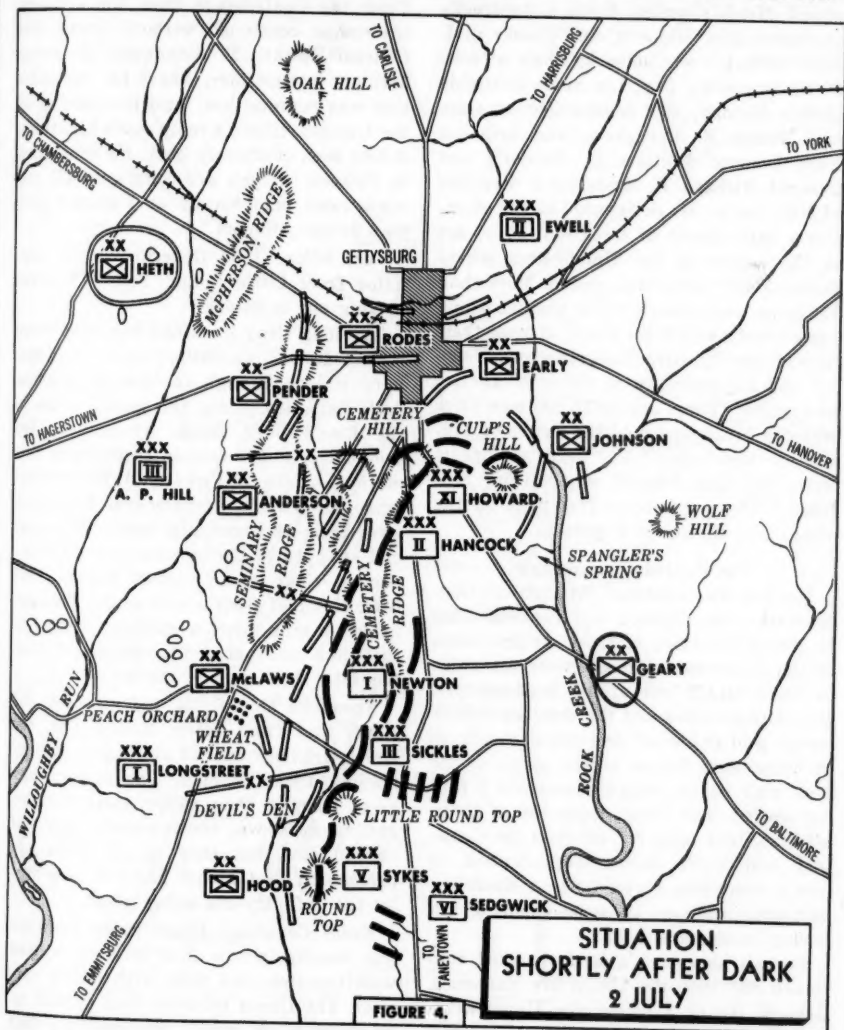 TO CARLISLE
TO HARRISBURG
OAK HILL
TO CHAMBERSBURG
TO YORK
XXX
II EWELL
GETTYSBURG
McPHERSON RIDGE
XX
HETH
XX
RODES
XX
EARLY
XX
PENDER
TO HAGERSTOWN
CEMETERY
HILL
CULP'S
HILL
XX
JOHNSON
TO HANOVER
XXX
III
A. P. HILL
XX
XX
ANDERSON
XXX
XI HOWARD
WOLF
HILL
XXX
II HANCOCK
SEMINARY
RIDGE
CEMETERY
RIDGE
SPANGLER'S
SPRING
XX
XX
McLAWS
XXX
I NEWTON
XX
GEARY
WILLOUGHBY RUN
PEACH ORCHARD
WHEAT
FIELD
ROCK CREEK
XXX
I LONGSTREET
XX
XXX
III SICKLES
DEVIL'S DEN
LITTLE ROUND TOP
TO BALTIMORE
XX
HOOD
XXX
V SYKES
ROUND
TOP
XXX
VI SEDGWICK
TO EMMITSBURG
TO
TANEYTOWN
SITUATION
SHORTLY AFTER DARK
2 JULY
FIGURE 4.